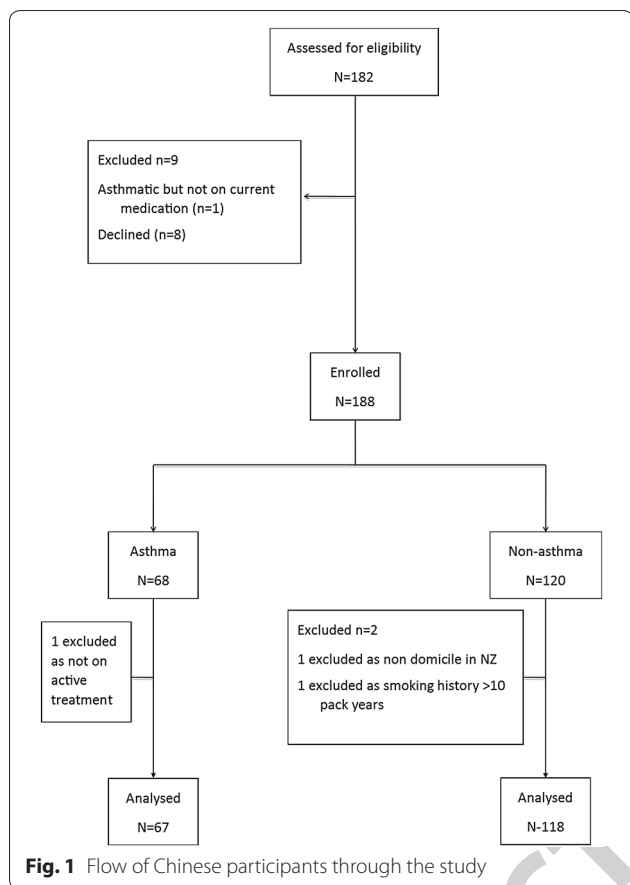 Assessed for eligibility
N=182
Excluded n=9
Asthmatic but not on current
medication (n=1)
Declined (n=8)
Enrolled
N=188
Asthma
N=68
Non-asthma
N=120
1 excluded
as not on
active
treatment
Excluded n=2
1 excluded as non domicile in NZ
1 excluded as smoking history >10
pack years
Analysed
N=67
Analysed
N-118
Fig. 1 Flow of Chinese participants through the study